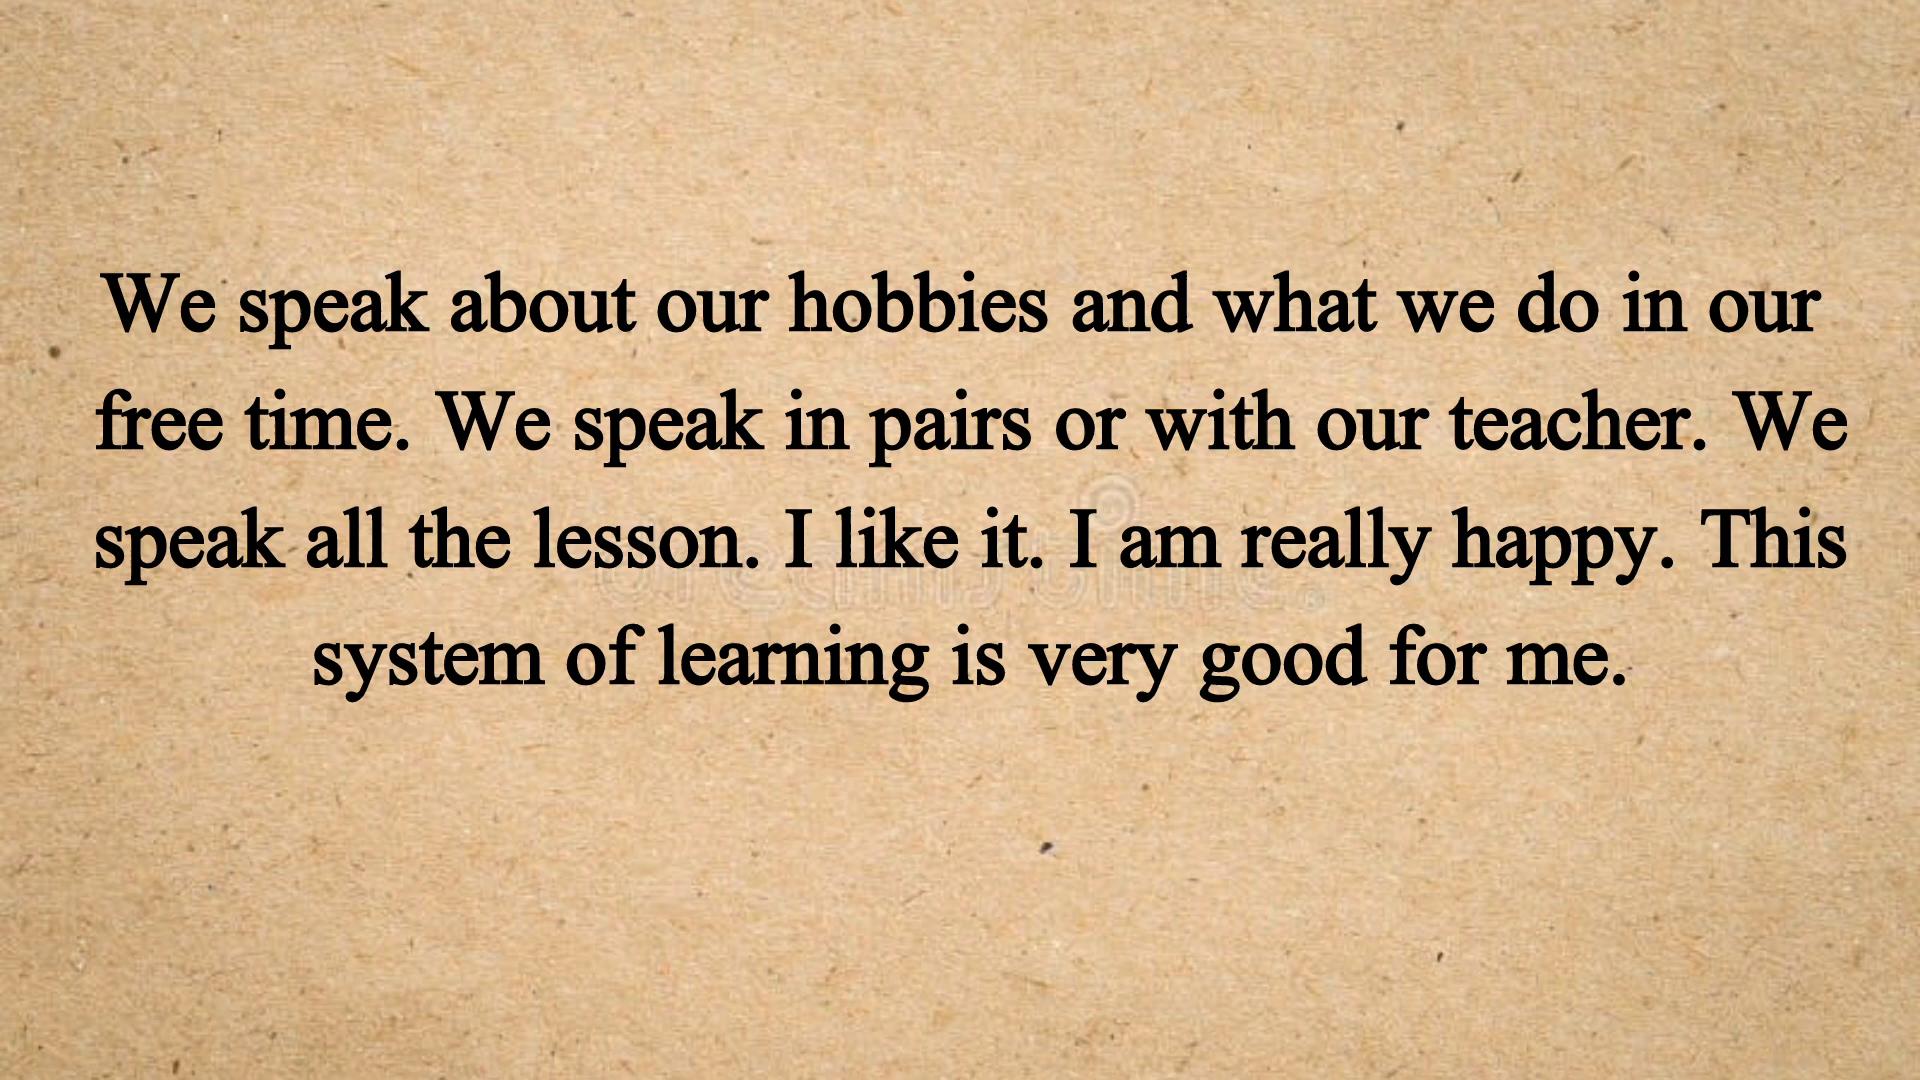 We speak about our hobbies and what we do in our
free time. We speak in pairs or with our teacher. We
speak all the lesson. I like it. I am really happy. This
system of learning is very good for me.
dreamstime.